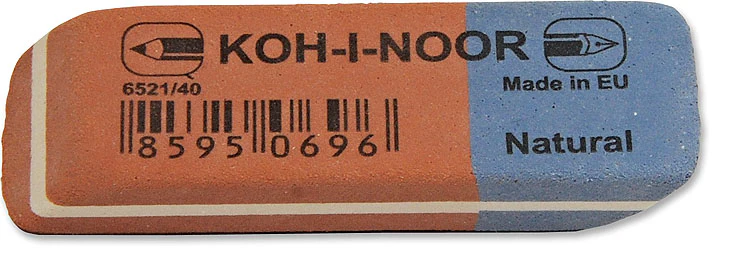 KOH-I-NOOR
6521/40
Made in EU
8595 0696
Natural